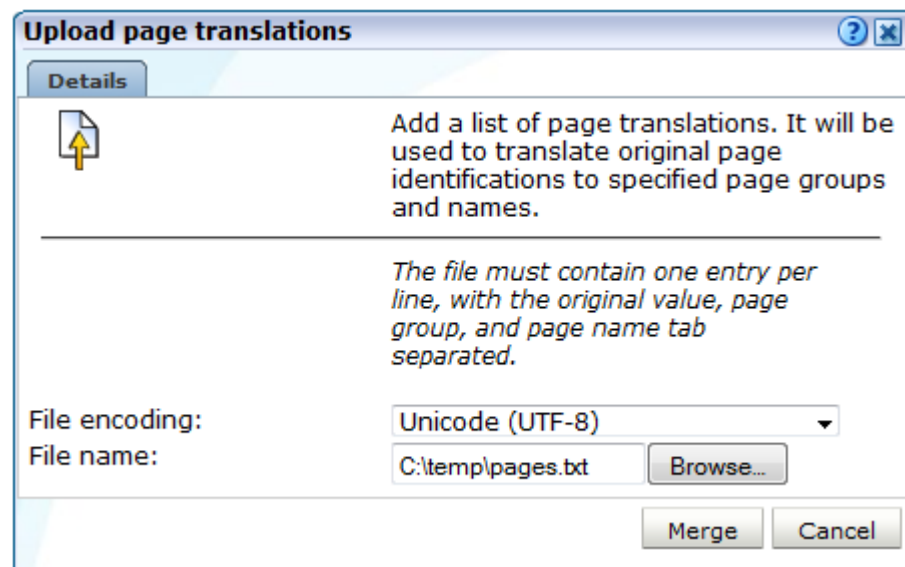 Upload page translations
Details
Add a list of page translations. It will be
used to translate original page
identifications to specified page groups
and names.
The file must contain one entry per
line, with the original value, page
group, and page name tab
separated.
File encoding: Unicode (UTF-8)
File name: C:\temp\pages.txt Browse...
Merge Cancel